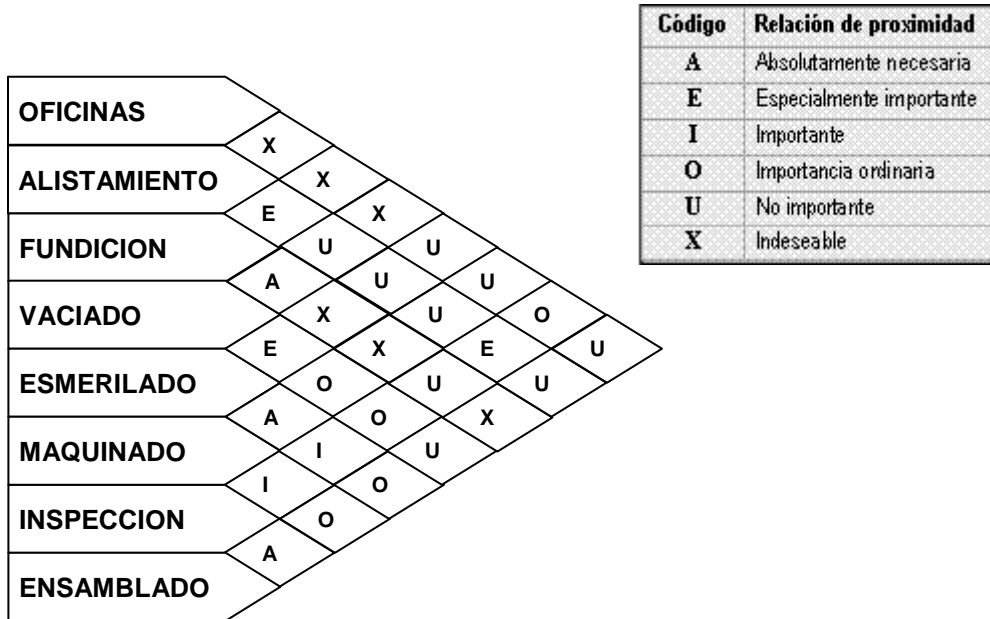 Código Relación de proximidad
A Absolutamente necesaria
E Especialmente importante
I Importante
O Importancia ordinaria
U No importante
X Indeseable
OFICINAS
X
ALISTAMIENTO
X
E X
FUNDICION
U U
A U U
VACIADO
X U O
E X E U
ESMERILADO
O U U
A O X
MAQUINADO
I U
I O
INSPECCION
O
A
ENSAMBLADO